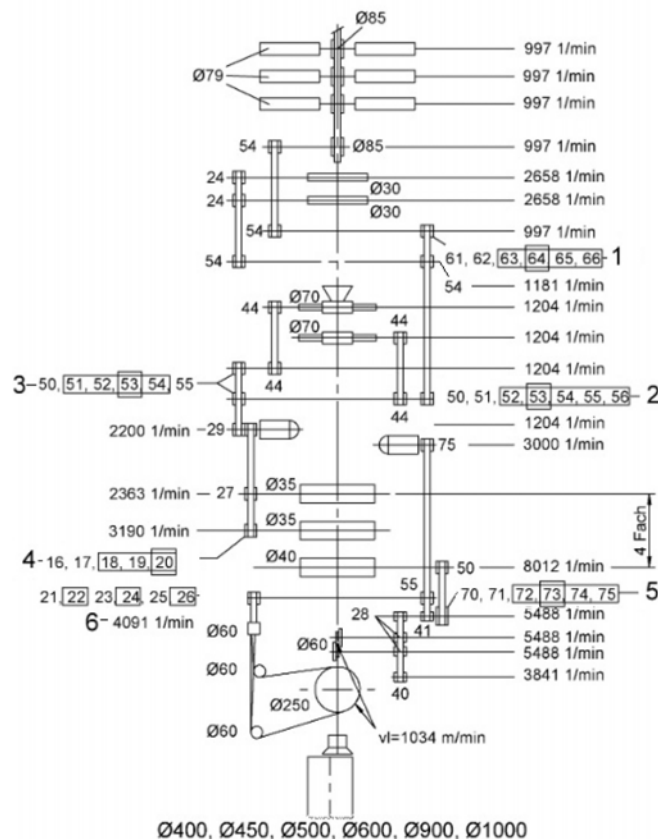 Ø85
997 1/min
Ø79
997 1/min
997 1/min
54
Ø85
997 1/min
24
2658 1/min
Ø30
24
2658 1/min
Ø30
54
997 1/min
61, 62, 63, 64, 65, 66 1
54
54
1181 1/min
Ø70
44
1204 1/min
Ø70
44
1204 1/min
1204 1/min
44
3 50, 51, 52, 53, 54, 55
50, 51, 52, 53, 54, 55, 56 2
44
2200 1/min 29
1204 1/min
75
3000 1/min
Ø35
2363 1/min 27
Ø35
3190 1/min
4 Fach
4 16, 17, 18, 19, 20
Ø40
50
8012 1/min
21, 22 23, 24, 25, 26
55
70, 71, 72, 73, 74, 75 5
6 4091 1/min
28
41
5488 1/min
Ø60
Ø60
5488 1/min
5488 1/min
Ø60
40
3841 1/min
Ø250
Ø60
vl=1034 m/min
Ø400, Ø450, Ø500, Ø600, Ø900, Ø1000